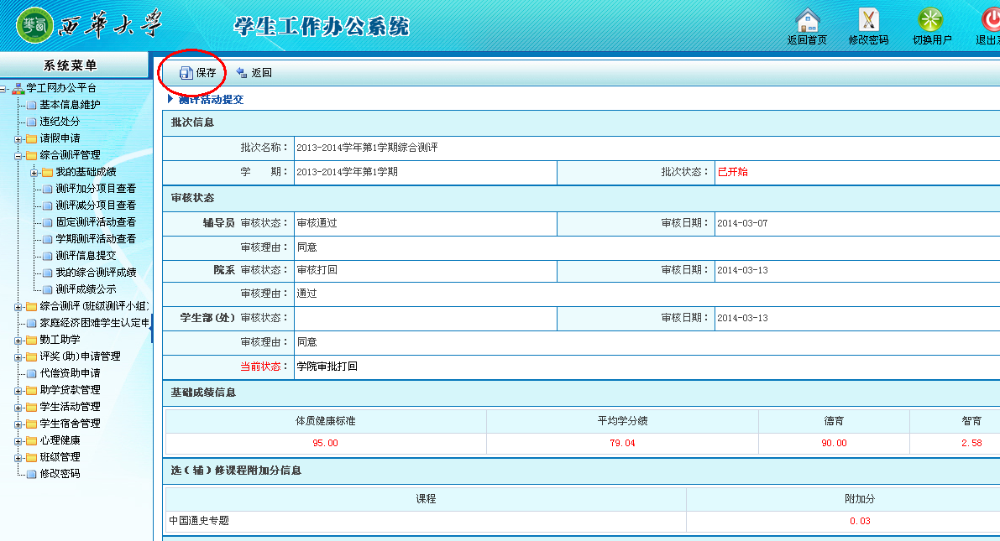 西华大学
学生工作办公系统
返回首页 修改密码 切换用户 退出
系统菜单
学工网办公平台
基本信息维护
违纪处分
请假申请
综合测评管理
我的基础成绩
测评加分项目查看
测评减分项目查看
固定测评活动查看
学期测评活动查看
测评信息提交
我的综合测评成绩
测评成绩公示
综合测评(班级测评小组)
家庭经济困难学生认定申
勤工助学
评奖(助)申请管理
代偿资助申请
助学贷款管理
学生活动管理
学生宿舍管理
心理健康
班级管理
修改密码
保存 返回
测评活动提交
批次信息
批次名称： 2013-2014学年第1学期综合测评
学 期： 2013-2014学年第1学期 批次状态： 已开始
审核状态
辅导员 审核状态： 审核通过 审核日期： 2014-03-07
审核理由： 同意
院系 审核状态： 审核打回 审核日期： 2014-03-13
审核理由： 通过
学生部(处) 审核状态： 审核日期： 2014-03-13
审核理由： 同意
当前状态： 学院审批打回
基础成绩信息
体质健康标准 平均学分绩 德育 智育
95.00 79.04 90.00 2.58
选(辅)修课程附加分信息
课程 附加分
中国通史专题 0.03